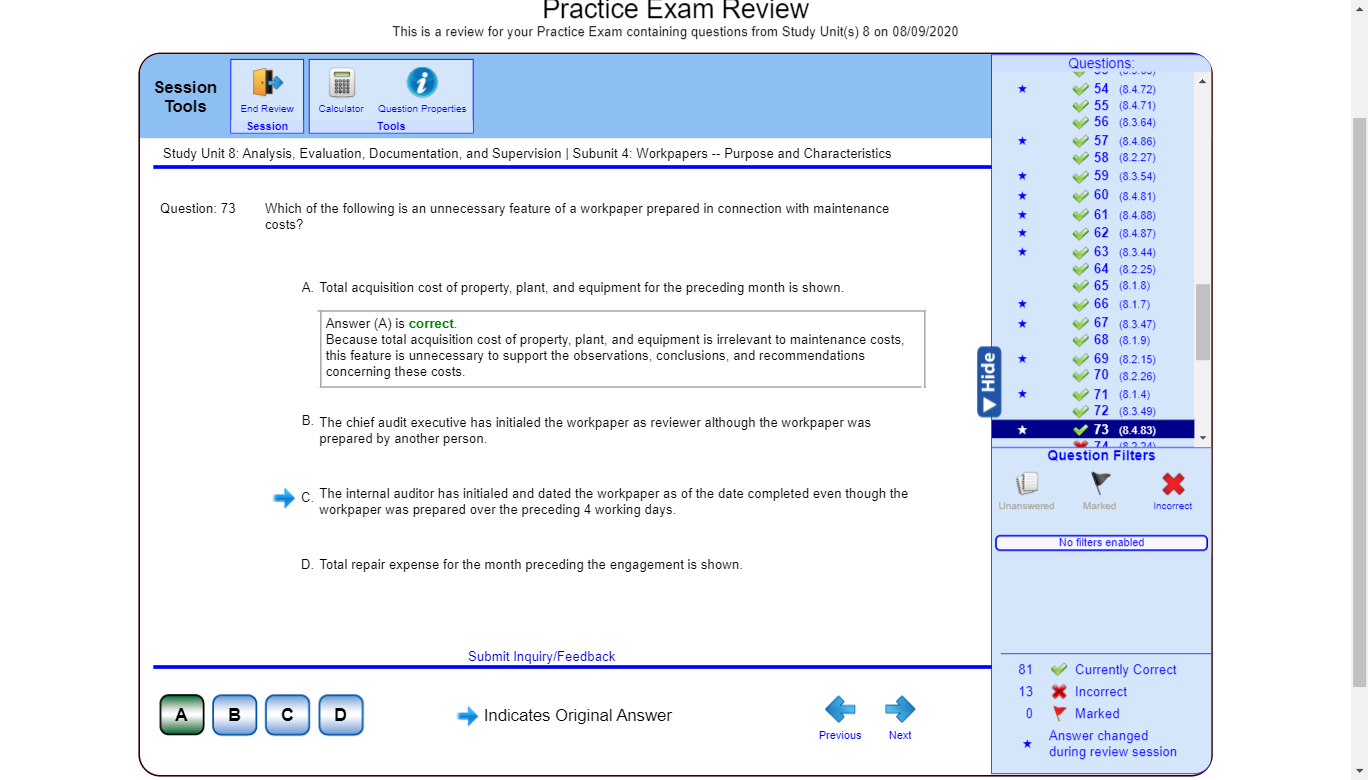 Practice Exam Review
This is a review for your Practice Exam containing questions from Study Unit(s) 8 on 08/09/2020
Session Tools
End Review
Session
Calculator
Question Properties
Tools
Study Unit 8: Analysis, Evaluation, Documentation, and Supervision | Subunit 4: Workpapers -- Purpose and Characteristics
Question: 73
Which of the following is an unnecessary feature of a workpaper prepared in connection with maintenance
costs?
A. Total acquisition cost of property, plant, and equipment for the preceding month is shown.
Answer (A) is correct.
Because total acquisition cost of property, plant, and equipment is irrelevant to maintenance costs,
this feature is unnecessary to support the observations, conclusions, and recommendations
concerning these costs.
B. The chief audit executive has initialed the workpaper as reviewer although the workpaper was
prepared by another person.
C. The internal auditor has initialed and dated the workpaper as of the date completed even though the
workpaper was prepared over the preceding 4 working days.
D. Total repair expense for the month preceding the engagement is shown.
Submit Inquiry/Feedback
A
B
C
D
Indicates Original Answer
Previous
Next
Questions:
54 (8.4.72)
55 (8.4.71)
56 (8.3.64)
57 (8.4.86)
58 (8.2.27)
59 (8.3.54)
60 (8.4.81)
61 (8.4.88)
62 (8.4.87)
63 (8.3.44)
64 (8.2.25)
65 (8.1.8)
66 (8.1.7)
67 (8.3.47)
68 (8.1.9)
69 (8.2.15)
70 (8.2.26)
71 (8.1.4)
72 (8.3.49)
73 (8.4.83)
74 (8.2.24)
Hide
Question Filters
Unanswered
Marked
Incorrect
No filters enabled
81 Currently Correct
13 Incorrect
0 Marked
Answer changed
during review session